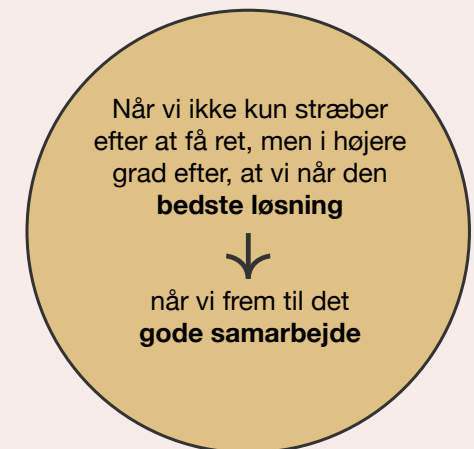 Når vi ikke kun stræber
efter at få ret, men i højere
grad efter, at vi når den
bedste løsning
når vi frem til det
gode samarbejde